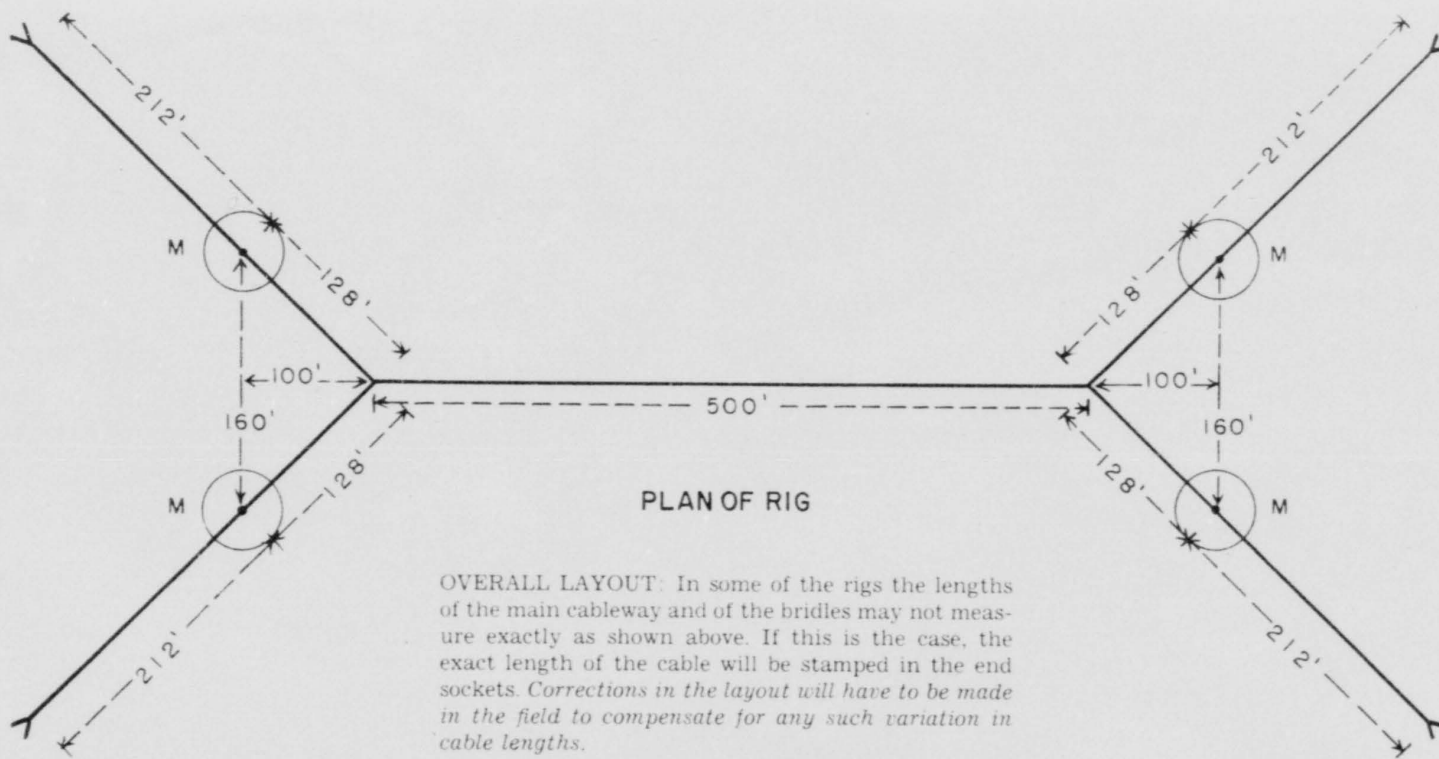 212'
212'
M
M
128'
128'
100'
100'
500'
160'
160'
128'
128'
M
M
PLAN OF RIG
212'
212'
OVERALL LAYOUT: In some of the rigs the lengths
of the main cableway and of the bridles may not meas-
ure exactly as shown above. If this is the case, the
exact length of the cable will be stamped in the end
sockets. Corrections in the layout will have to be made
in the field to compensate for any such variation in
cable lengths.